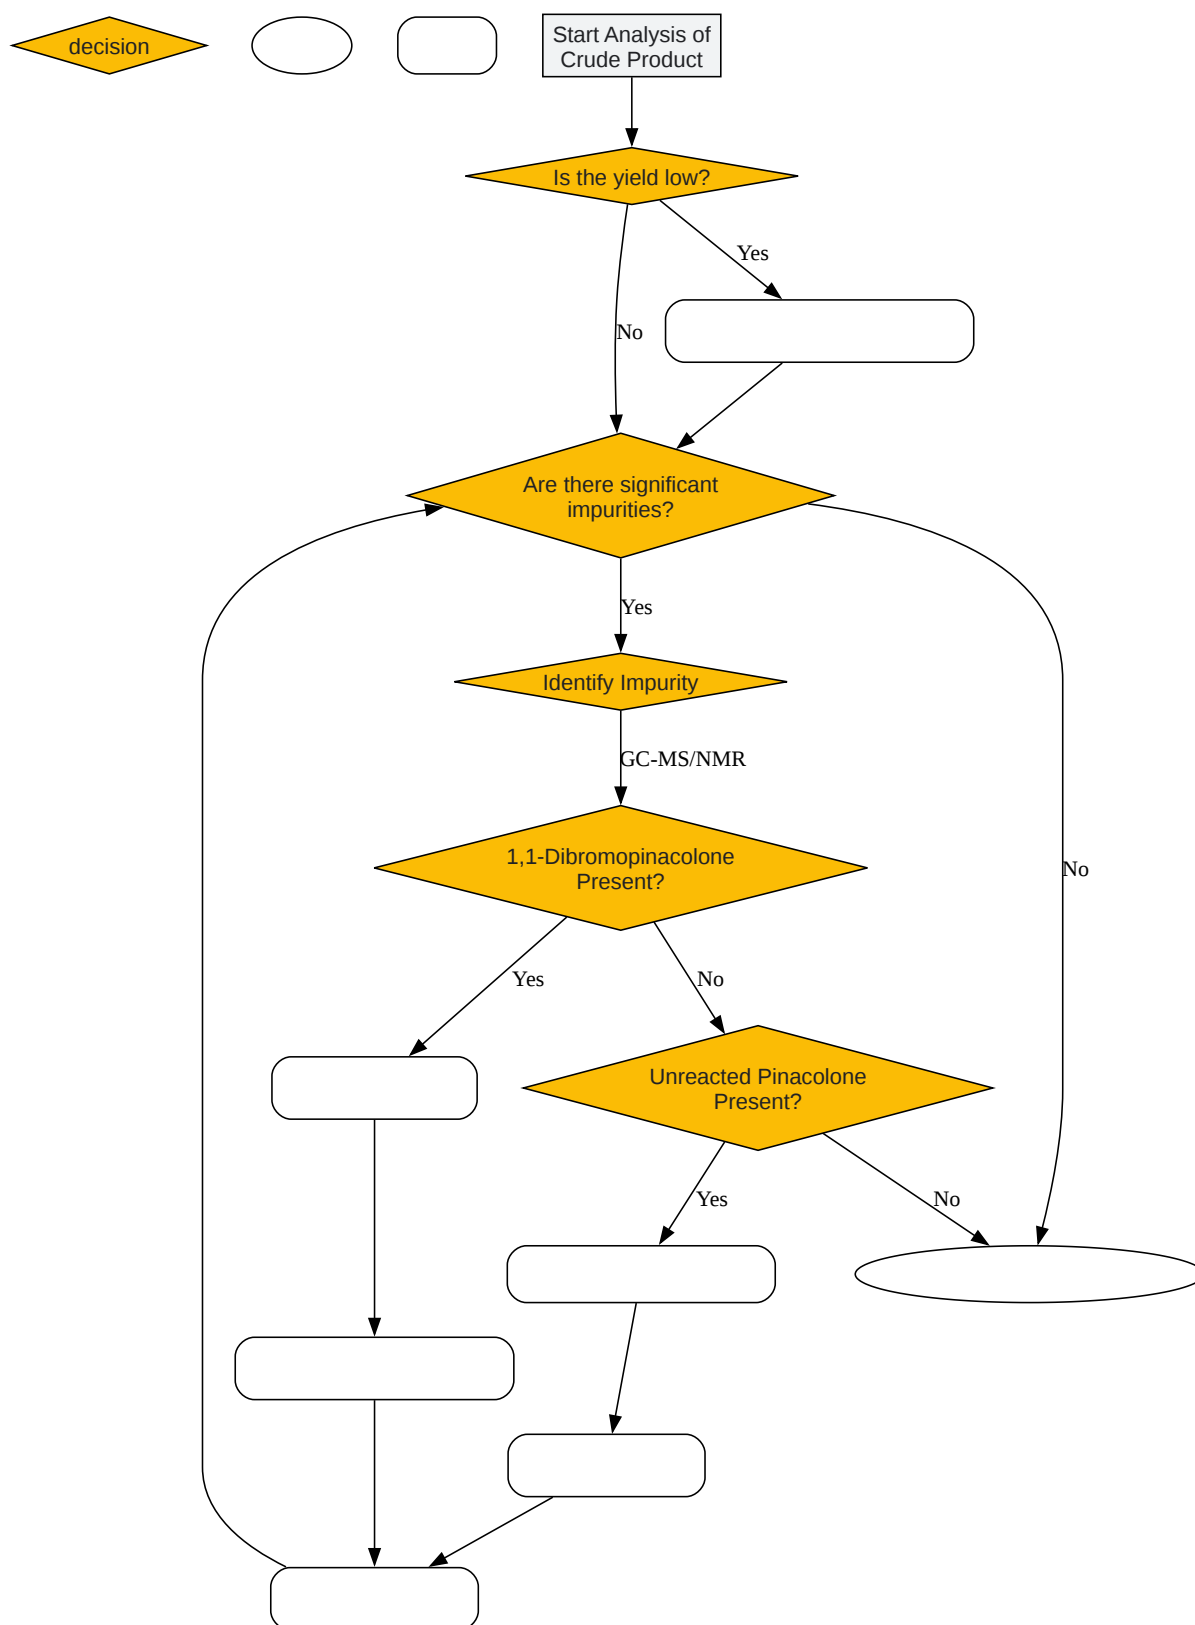 decision
Start Analysis of
Crude Product
Is the yield low?
Yes
No
Are there significant
impurities?
Yes
Identify Impurity
GC-MS/NMR
1,1-Dibromopinacolone
Present?
No
Yes
No
Unreacted Pinacolone
Present?
Yes
No